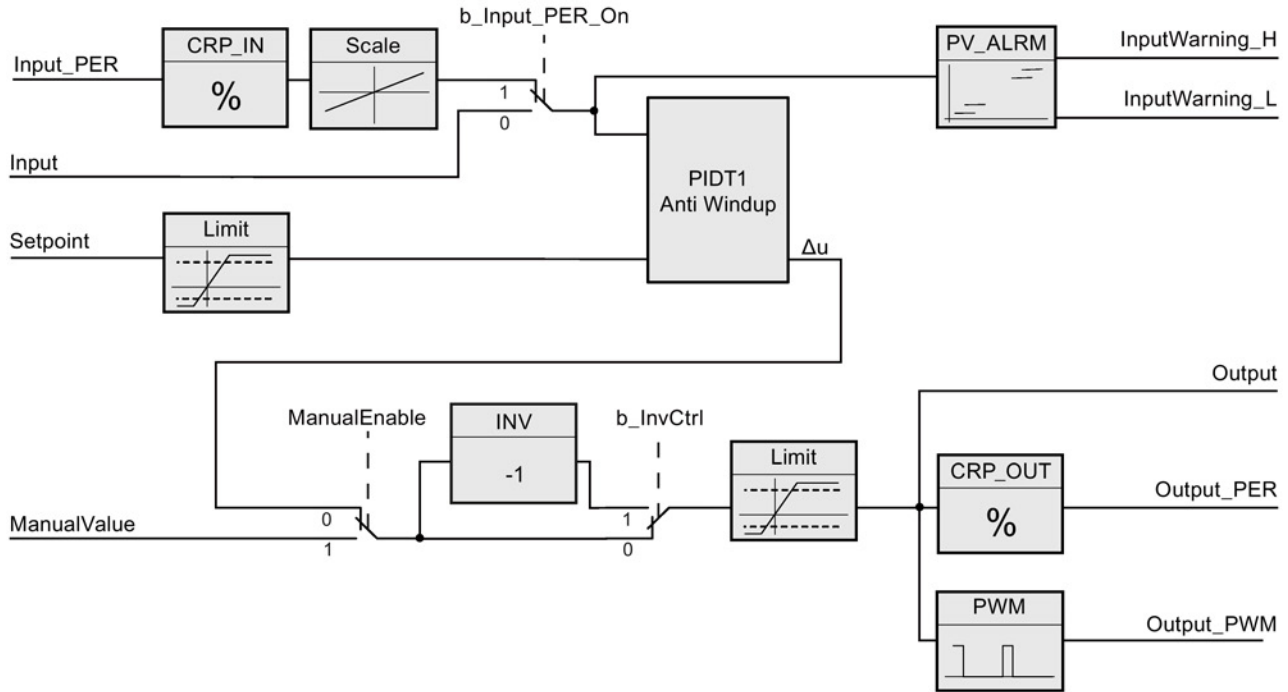 b_Input_PER_On
CRP_IN
Scale
PV_ALRM
InputWarning_H
Input_PER
%
1
0
InputWarning_L
Input
PIDT1
Anti Windup
Setpoint
Limit
Δu
Output
ManualEnable
INV
b_InvCtrl
-1
Limit
CRP_OUT
Output_PER
%
ManualValue
0
1
1
0
PWM
Output_PWM